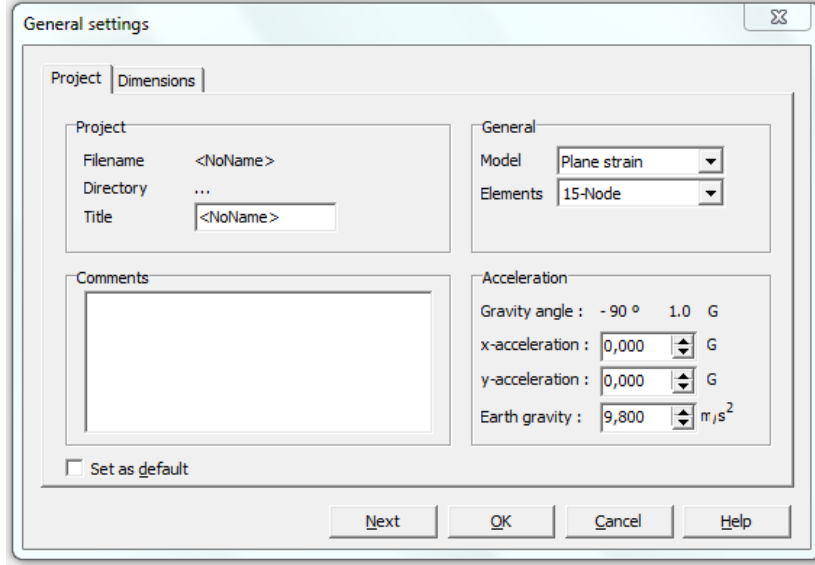 General settings
Project
Dimensions
Project
Filename <NoName>
Directory ...
Title <NoName>
General
Model Plane strain
Elements 15-Node
Comments
Acceleration
Gravity angle : - 90 º 1.0 G
x-acceleration : 0,000 G
y-acceleration : 0,000 G
Earth gravity : 9,800 m/s²
Set as default
Next
OK
Cancel
Help